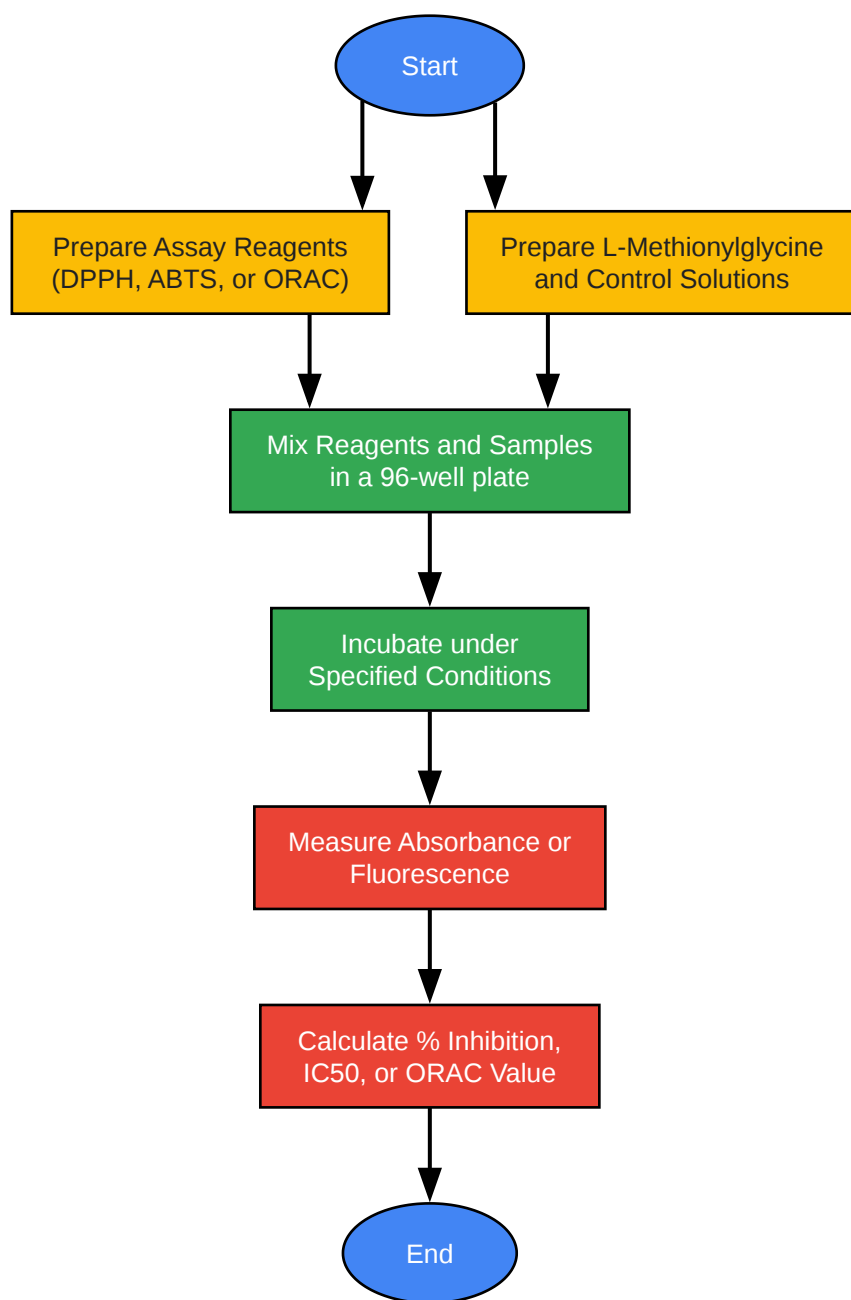 Start
Prepare Assay Reagents
(DPPH, ABTS, or ORAC)
Prepare L-Methionylglycine
and Control Solutions
Mix Reagents and Samples
in a 96-well plate
Incubate under
Specified Conditions
Measure Absorbance or
Fluorescence
Calculate % Inhibition,
IC50, or ORAC Value
End